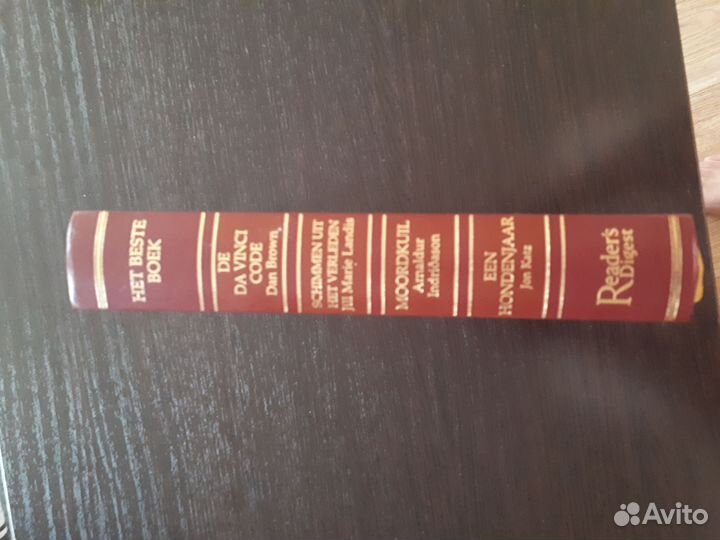 HET BESTE
BOEK
DE
DA VINCI
CODE
Dan Brown,
SCHIMMEN UIT
HET VERLEDEN
Jill Marie Landis
MOORDKUIL
Arnaldur
Indriðason
EEN
HONDENJAAR
Jon Katz
Reader's
Digest
Avito